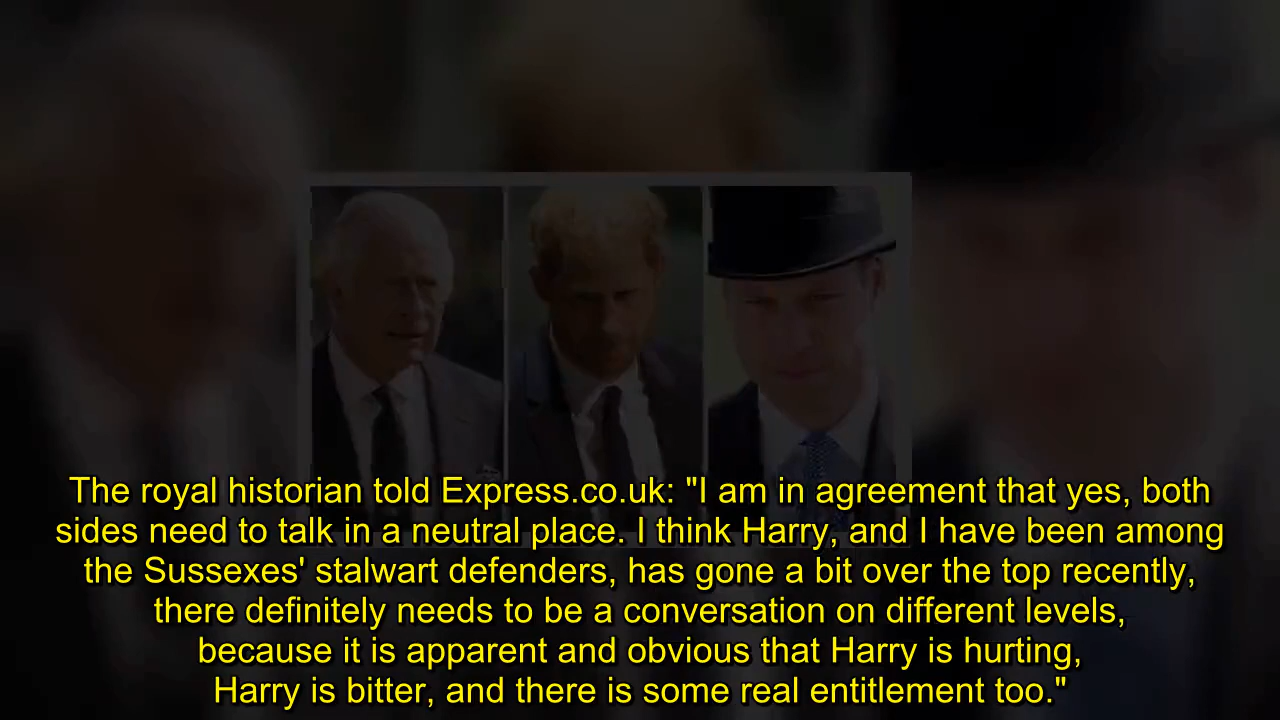 The royal historian told Express.co.uk: "I am in agreement that yes, both
sides need to talk in a neutral place. I think Harry, and I have been among
the Sussexes' stalwart defenders, has gone a bit over the top recently,
there definitely needs to be a conversation on different levels,
because it is apparent and obvious that Harry is hurting,
Harry is bitter, and there is some real entitlement too."